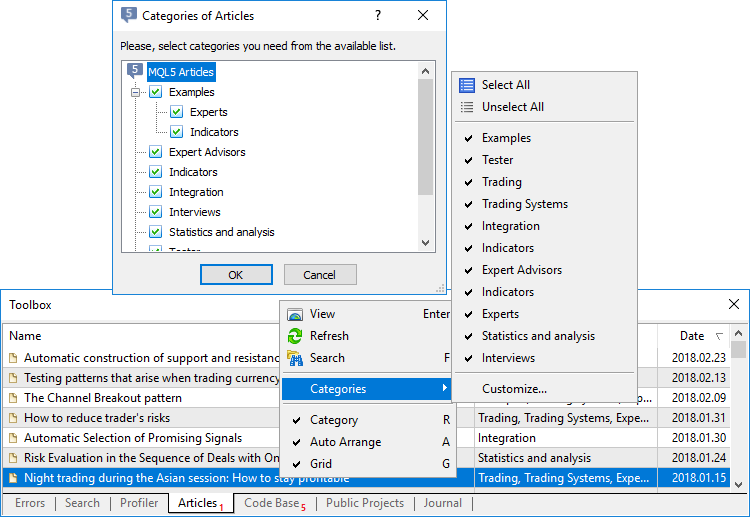 Categories of Articles
Please, select categories you need from the available list.
MQL5 Articles
Examples
Experts
Indicators
Expert Advisors
Indicators
Integration
Interviews
Statistics and analysis
Tester
OK Cancel
Select All
Unselect All
Examples
Tester
Trading
Trading Systems
Integration
Indicators
Expert Advisors
Indicators
Experts
Statistics and analysis
Interviews
Customize...
View Enter
Refresh
Search F
Categories
Category R
Auto Arrange A
Grid G
Toolbox
Name Date
Automatic construction of support and resistanc 2018.02.23
Testing patterns that arise when trading currency 2018.02.13
The Channel Breakout pattern 2018.02.09
How to reduce trader's risks Trading, Trading Systems, Expe... 2018.01.31
Automatic Selection of Promising Signals Integration 2018.01.30
Risk Evaluation in the Sequence of Deals with On Statistics and analysis 2018.01.24
Night trading during the Asian session: How to stay profitable Trading, Trading Systems, Expe... 2018.01.15
Errors Search Profiler Articles 1 Code Base 5 Public Projects Journal